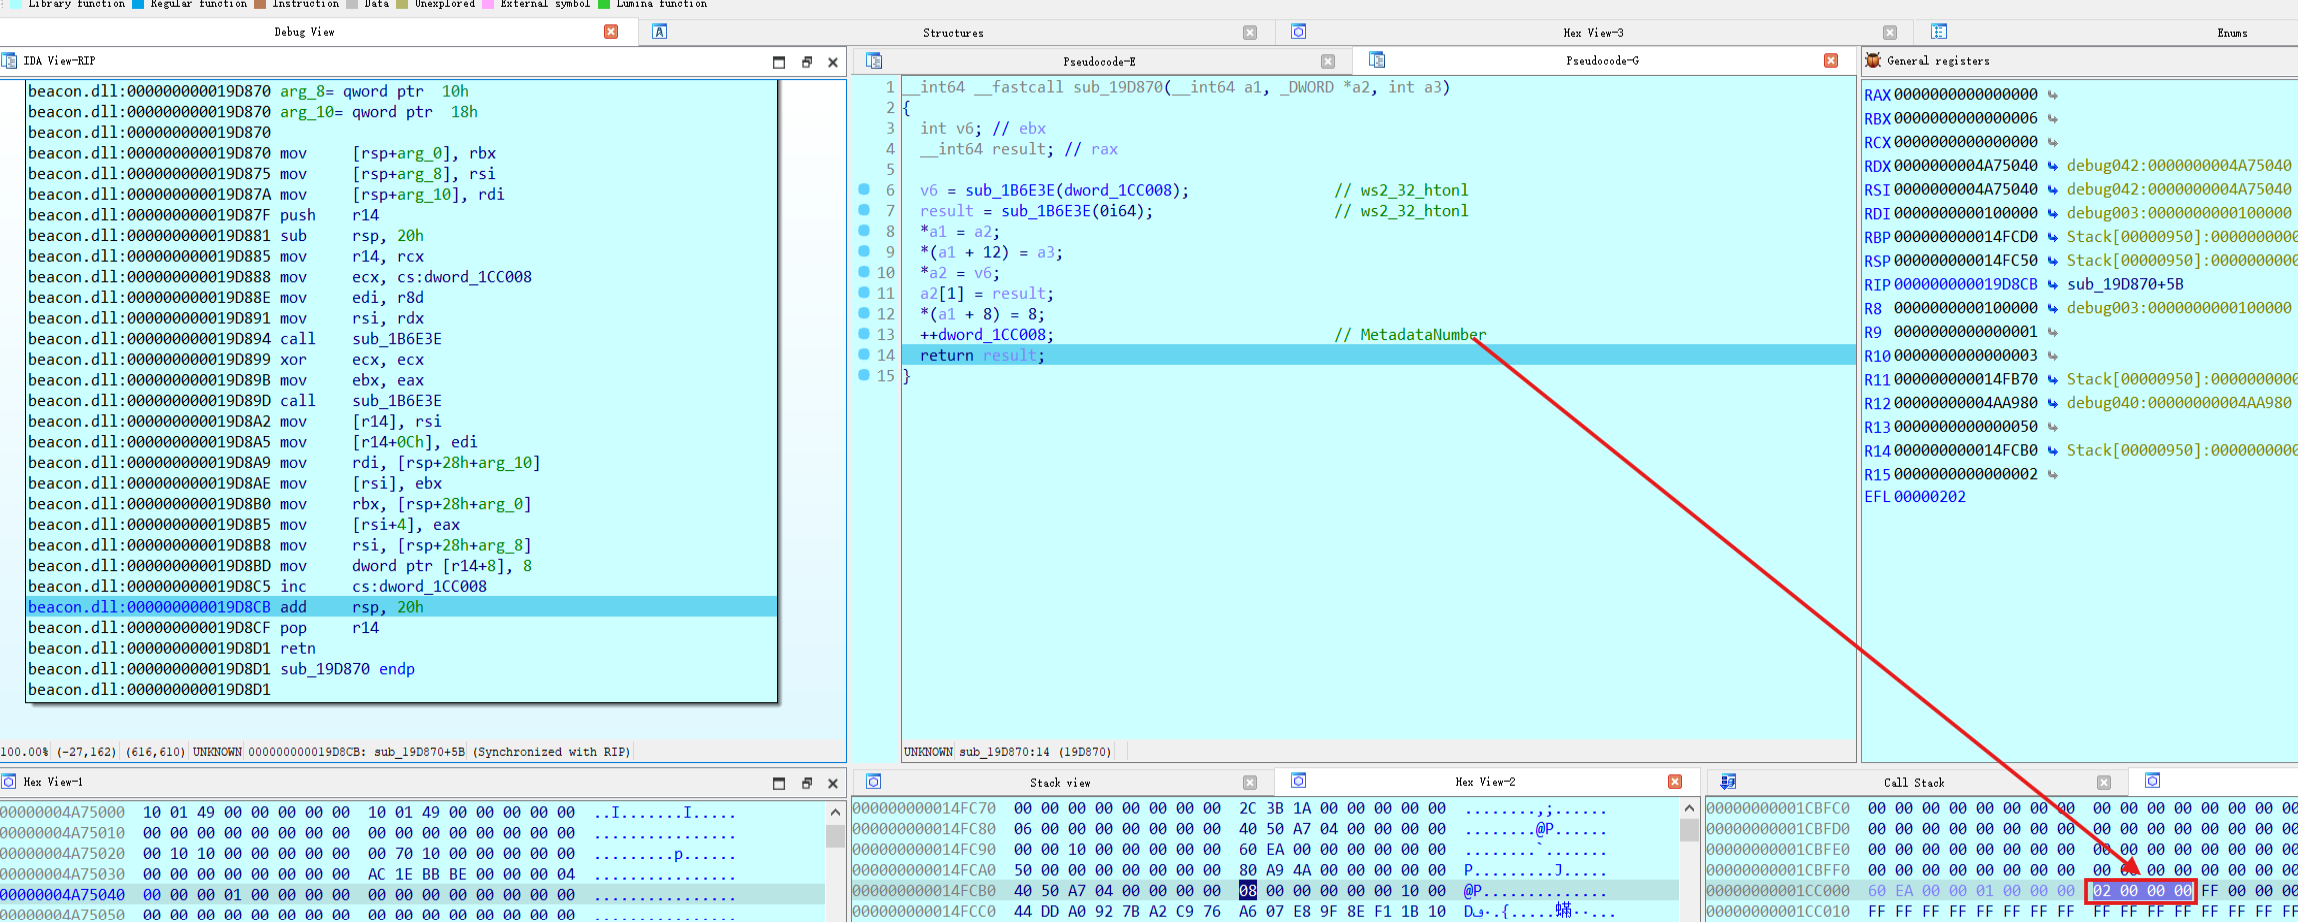 Library function Regular function Instruction Data Unexplored External symbol Lumina function
Debug View
Structures
Hex View-3
Enums
IDA View-RIP
beacon.dll:000000000019D870 arg_8= qword ptr  10h
beacon.dll:000000000019D870 arg_10= qword ptr  18h
beacon.dll:000000000019D870
beacon.dll:000000000019D870 mov     [rsp+arg_0], rbx
beacon.dll:000000000019D875 mov     [rsp+arg_8], rsi
beacon.dll:000000000019D87A mov     [rsp+arg_10], rdi
beacon.dll:000000000019D87F push    r14
beacon.dll:000000000019D881 sub     rsp, 20h
beacon.dll:000000000019D885 mov     r14, rcx
beacon.dll:000000000019D888 mov     ecx, cs:dword_1CC008
beacon.dll:000000000019D88E mov     edi, r8d
beacon.dll:000000000019D891 mov     rsi, rdx
beacon.dll:000000000019D894 call    sub_1B6E3E
beacon.dll:000000000019D899 xor     ecx, ecx
beacon.dll:000000000019D89B mov     ebx, eax
beacon.dll:000000000019D89D call    sub_1B6E3E
beacon.dll:000000000019D8A2 mov     [r14], rsi
beacon.dll:000000000019D8A5 mov     [r14+0Ch], edi
beacon.dll:000000000019D8A9 mov     rdi, [rsp+28h+arg_10]
beacon.dll:000000000019D8AE mov     [rsi], ebx
beacon.dll:000000000019D8B0 mov     rbx, [rsp+28h+arg_0]
beacon.dll:000000000019D8B5 mov     [rsi+4], eax
beacon.dll:000000000019D8B8 mov     rsi, [rsp+28h+arg_8]
beacon.dll:000000000019D8BD mov     dword ptr [r14+8], 8
beacon.dll:000000000019D8C5 inc     cs:dword_1CC008
beacon.dll:000000000019D8CB add     rsp, 20h
beacon.dll:000000000019D8CF pop     r14
beacon.dll:000000000019D8D1 retn
beacon.dll:000000000019D8D1 sub_19D870 endp
beacon.dll:000000000019D8D1
100.00% (-27,162) (616,610) UNKNOWN 000000000019D8CB: sub_19D870+5B (Synchronized with RIP)
Pseudocode-E
Pseudocode-G
1 __int64 __fastcall sub_19D870(__int64 a1, _DWORD *a2, int a3)
2 {
3   int v6; // ebx
4   __int64 result; // rax
5
6   v6 = sub_1B6E3E(dword_1CC008);                // ws2_32_htonl
7   result = sub_1B6E3E(0i64);                    // ws2_32_htonl
8   *a1 = a2;
9   *(a1 + 12) = a3;
10   *a2 = v6;
11   a2[1] = result;
12   *(a1 + 8) = 8;
13   ++dword_1CC008;                               // MetadataNumber
14   return result;
15 }
UNKNOWN sub_19D870:14 (19D870)
General registers
RAX 0000000000000000
RBX 0000000000000006
RCX 0000000000000000
RDX 0000000004A75040 debug042:0000000004A75040
RSI 0000000004A75040 debug042:0000000004A75040
RDI 0000000000100000 debug003:0000000000100000
RBP 000000000014FCD0 Stack[00000950]:0000000000
RSP 000000000014FC50 Stack[00000950]:0000000000
RIP 000000000019D8CB sub_19D870+5B
R8 0000000000100000 debug003:0000000000100000
R9 0000000000000001
R10 0000000000000003
R11 000000000014FB70 Stack[00000950]:0000000000
R12 00000000004AA980 debug040:00000000004AA980
R13 0000000000000050
R14 000000000014FCB0 Stack[00000950]:0000000000
R15 0000000000000002
EFL 00000202
Hex View-1
00000004A75000  10 01 49 00 00 00 00 00  10 01 49 00 00 00 00 00  ..I.......I.....
00000004A75010  00 00 00 00 00 00 00 00  00 00 00 00 00 00 00 00  ................
00000004A75020  00 10 10 00 00 00 00 00  00 70 10 00 00 00 00 00  .........p......
00000004A75030  00 00 00 00 00 00 00 00  AC 1E BB BE 00 00 00 04  ................
00000004A75040  00 00 00 01 00 00 00 00  00 00 00 00 00 00 00 00  ................
00000004A75050  00 00 00 00 00 00 00 00  00 00 00 00 00 00 00 00  ................
Stack view
Hex View-2
000000000014FC70  00 00 00 00 00 00 00 00  2C 3B 1A 00 00 00 00 00  ........,;......
000000000014FC80  06 00 00 00 00 00 00 00  40 50 A7 04 00 00 00 00  ........@P......
000000000014FC90  00 00 10 00 00 00 00 00  60 EA 00 00 00 00 00 00  ........`.......
000000000014FCA0  50 00 00 00 00 00 00 00  80 A9 4A 00 00 00 00 00  P.........J.....
000000000014FCB0  40 50 A7 04 00 00 00 00  08 00 00 00 00 00 10 00  @P..............
000000000014FCC0  44 DD A0 92 7B A2 C9 76  A6 07 E8 9F 8E F1 1B 10
Call Stack
00000000001CBFC0  00 00 00 00 00 00 00 00  00 00 00 00 00 00 00 00
00000000001CBFD0  00 00 00 00 00 00 00 00  00 00 00 00 00 00 00 00
00000000001CBFE0  00 00 00 00 00 00 00 00  00 00 00 00 00 00 00 00
00000000001CBFF0  00 00 00 00 00 00 00 00  00 00 00 00 00 00 00 00
00000000001CC000  60 EA 00 00 01 00 00 00  02 00 00 00 FF 00 00 00
00000000001CC010  FF FF FF FF FF FF FF FF  FF FF FF FF FF FF FF FF